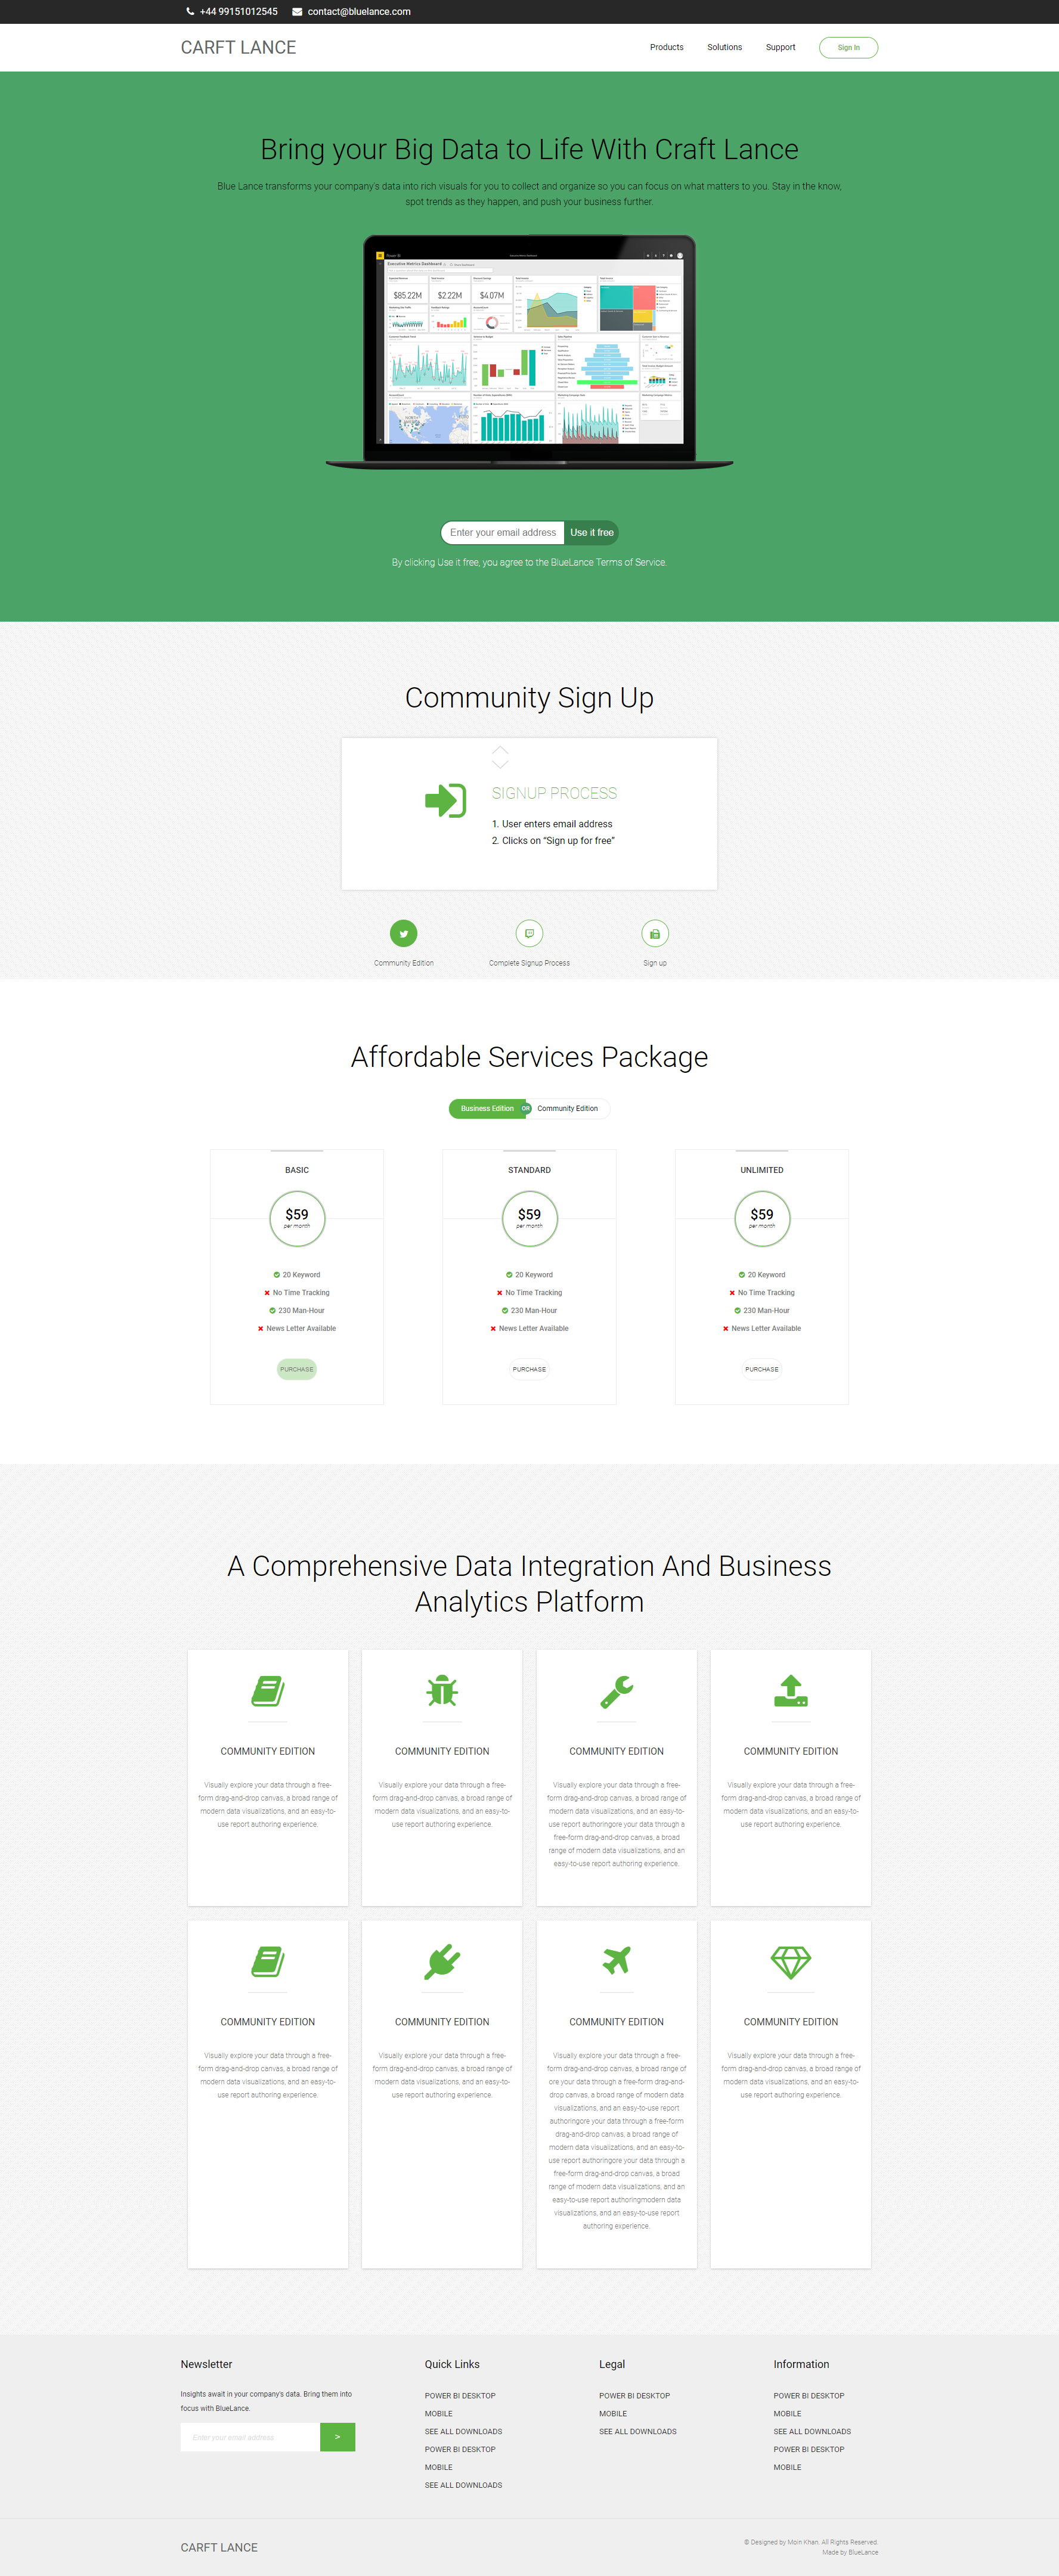 +44 99151012545 contact@bluelance.com
CARFT LANCE
Products Solutions Support Sign In
Bring your Big Data to Life With Craft Lance
Blue Lance transforms your company's data into rich visuals for you to collect and organize so you can focus on what matters to you. Stay in the know,
spot trends as they happen, and push your business further.
Power BI
Executive Metrics Dashboard
$85.22M $2.22M $4.07M
Enter your email address Use it free
By clicking Use it free, you agree to the BlueLance Terms of Service.
Community Sign Up
SIGNUP PROCESS
1. User enters email address
2. Clicks on “Sign up for free”
Community Edition Complete Signup Process Sign up
Affordable Services Package
Business Edition OR Community Edition
BASIC
$59
per month
20 Keyword
No Time Tracking
230 Man-Hour
News Letter Available
PURCHASE
STANDARD
$59
per month
20 Keyword
No Time Tracking
230 Man-Hour
News Letter Available
PURCHASE
UNLIMITED
$59
per month
20 Keyword
No Time Tracking
230 Man-Hour
News Letter Available
PURCHASE
A Comprehensive Data Integration And Business
Analytics Platform
COMMUNITY EDITION
Visually explore your data through a free-
form drag-and-drop canvas, a broad range of
modern data visualizations, and an easy-to-
use report authoring experience.
COMMUNITY EDITION
Visually explore your data through a free-
form drag-and-drop canvas, a broad range of
modern data visualizations, and an easy-to-
use report authoring experience.
COMMUNITY EDITION
Visually explore your data through a free-
form drag-and-drop canvas, a broad range of
modern data visualizations, and an easy-to-
use report authoringore your data through a
free-form drag-and-drop canvas, a broad
range of modern data visualizations, and an
easy-to-use report authoring experience.
COMMUNITY EDITION
Visually explore your data through a free-
form drag-and-drop canvas, a broad range of
modern data visualizations, and an easy-to-
use report authoring experience.
COMMUNITY EDITION
Visually explore your data through a free-
form drag-and-drop canvas, a broad range of
modern data visualizations, and an easy-to-
use report authoring experience.
COMMUNITY EDITION
Visually explore your data through a free-
form drag-and-drop canvas, a broad range of
modern data visualizations, and an easy-to-
use report authoring experience.
COMMUNITY EDITION
Visually explore your data through a free-
form drag-and-drop canvas, a broad range of
ore your data through a free-form drag-and-
drop canvas, a broad range of modern data
visualizations, and an easy-to-use report
authoringore your data through a free-form
drag-and-drop canvas, a broad range of
modern data visualizations, and an easy-to-
use report authoringore your data through a
free-form drag-and-drop canvas, a broad
range of modern data visualizations, and an
easy-to-use report authoringmodern data
visualizations, and an easy-to-use report
authoring experience.
COMMUNITY EDITION
Visually explore your data through a free-
form drag-and-drop canvas, a broad range of
modern data visualizations, and an easy-to-
use report authoring experience.
Newsletter
Insights await in your company's data. Bring them into
focus with BlueLance.
Enter your email address >
Quick Links
POWER BI DESKTOP
MOBILE
SEE ALL DOWNLOADS
POWER BI DESKTOP
MOBILE
SEE ALL DOWNLOADS
Legal
POWER BI DESKTOP
MOBILE
SEE ALL DOWNLOADS
Information
POWER BI DESKTOP
MOBILE
SEE ALL DOWNLOADS
POWER BI DESKTOP
MOBILE
CARFT LANCE
© Designed by Moin Khan. All Rights Reserved.
Made by BlueLance